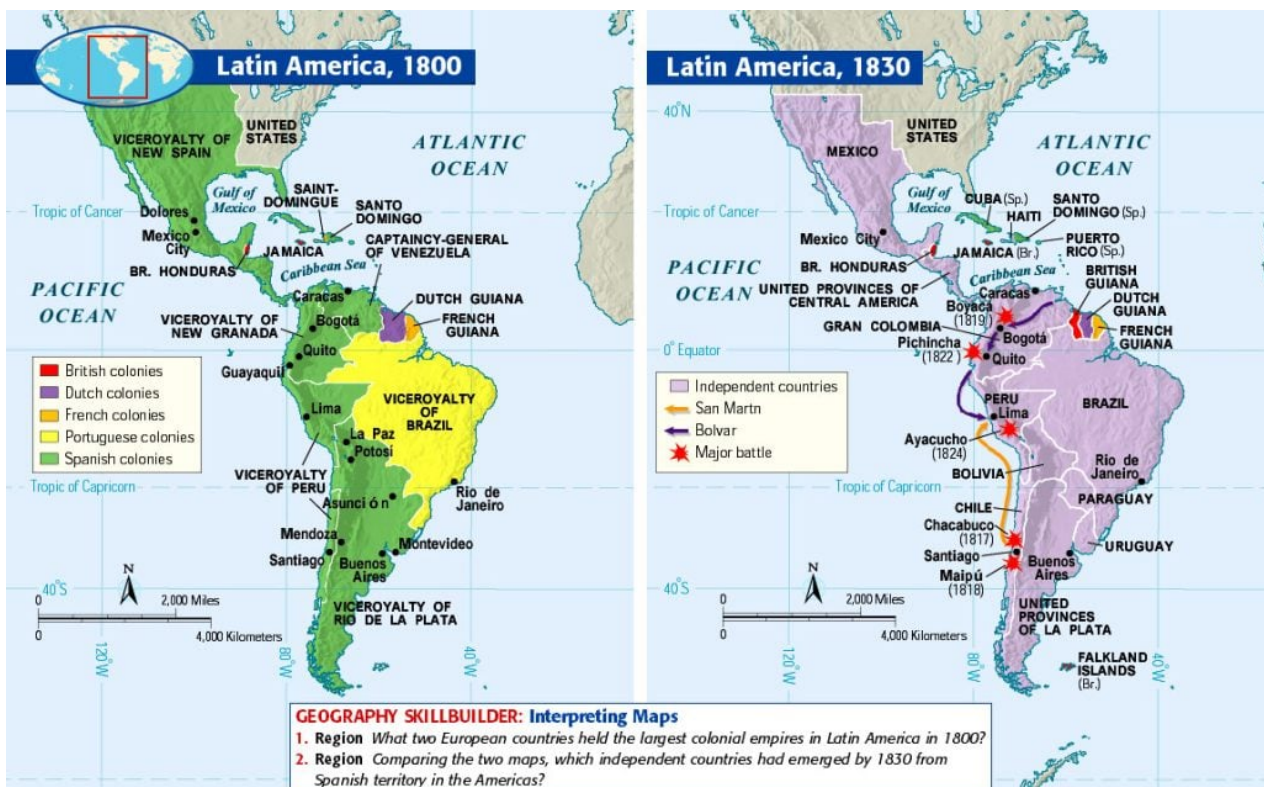 Latin America, 1800
VICEROYALTY OF
NEW SPAIN
UNITED
STATES
ATLANTIC
OCEAN
Gulf of
Mexico
SAINT-
DOMINGUE
SANTO
DOMINGO
Tropic of Cancer
Dolores
Mexico
City
JAMAICA
CAPTAINCY-GENERAL
OF VENEZUELA
BR. HONDURAS
Caribbean Sea
PACIFIC
OCEAN
Caracas
DUTCH GUIANA
VICEROYALTY OF
NEW GRANADA
Bogotá
FRENCH
GUIANA
Quito
Guayaquil
British colonies
Dutch colonies
French colonies
Portuguese colonies
Spanish colonies
Lima
VICEROYALTY
OF
BRAZIL
La Paz
Potosí
VICEROYALTY
OF PERU
Tropic of Capricorn
Asunci ó n
Rio de
Janeiro
Mendoza
Santiago
Montevideo
Buenos
Aires
N
40°S
0 2,000 Miles
0 4,000 Kilometers
VICEROYALTY OF
RIO DE LA PLATA
120°W
80°W
40°W
Latin America, 1830
40°N
UNITED
STATES
MEXICO
ATLANTIC
OCEAN
Gulf of
Mexico
CUBA (Sp.)
SANTO
DOMINGO (Sp.)
HAITI
Tropic of Cancer
Mexico City
JAMAICA (Br.)
PUERTO
RICO (Sp.)
BR. HONDURAS
Caribbean Sea
BRITISH
GUIANA
PACIFIC
OCEAN
UNITED PROVINCES OF
CENTRAL AMERICA
Caracas
DUTCH
GUIANA
Boyacá
(1819)
GRAN COLOMBIA
Bogotá
FRENCH
GUIANA
Pichincha
(1822)
0° Equator
Quito
Independent countries
San Martn
Bolvar
Major battle
PERU
Lima
BRAZIL
Ayacucho
(1824)
BOLIVIA
Rio de
Janeiro
Tropic of Capricorn
PARAGUAY
CHILE
Chacabuco
(1817)
URUGUAY
Santiago
Buenos
Aires
Maipú
(1818)
N
40°S
0 2,000 Miles
0 4,000 Kilometers
UNITED
PROVINCES
OF LA PLATA
120°W
80°W
40°W
FALKLAND
ISLANDS
(Br.)
GEOGRAPHY SKILLBUILDER: Interpreting Maps
1. Region What two European countries held the largest colonial empires in Latin America in 1800?
2. Region Comparing the two maps, which independent countries had emerged by 1830 from
Spanish territory in the Americas?